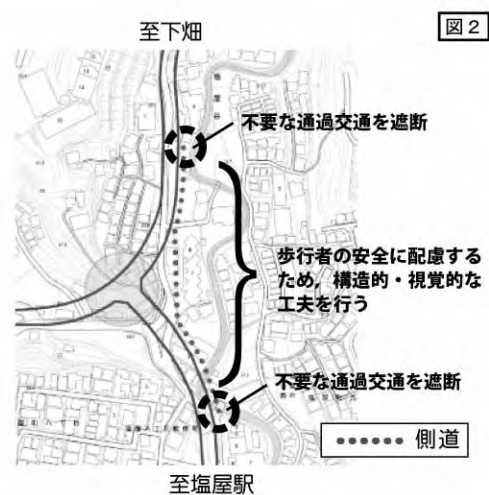 図2
至下畑
不要な通過交通を遮断
歩行者の安全に配慮する
ため，構造的・視覚的な
工夫を行う
不要な通過交通を遮断
側道
至塩屋駅